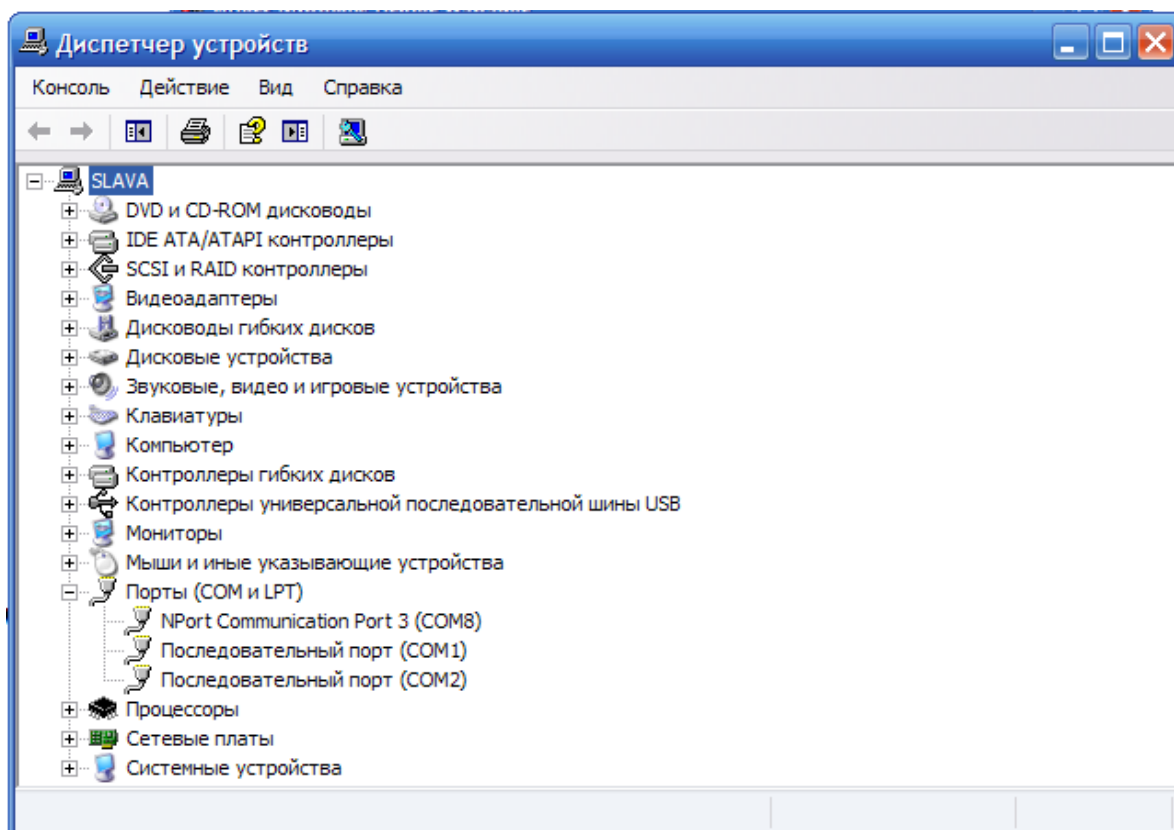 Диспетчер устройств
Консоль Действие Вид Справка
SLAVA
DVD и CD-ROM дисководы
IDE ATA/ATAPI контроллеры
SCSI и RAID контроллеры
Видеоадаптеры
Дисководы гибких дисков
Дисковые устройства
Звуковые, видео и игровые устройства
Клавиатуры
Компьютер
Контроллеры гибких дисков
Контроллеры универсальной последовательной шины USB
Мониторы
Мыши и иные указывающие устройства
Порты (COM и LPT)
NPort Communication Port 3 (COM8)
Последовательный порт (COM1)
Последовательный порт (COM2)
Процессоры
Сетевые платы
Системные устройства